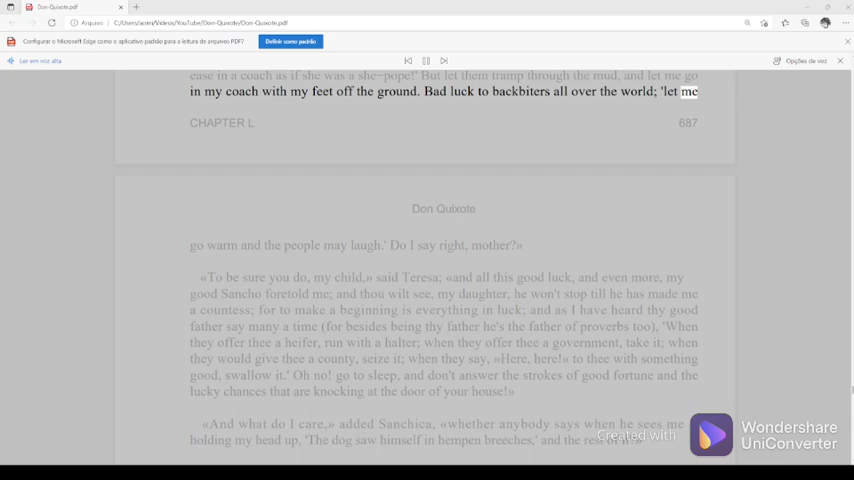 Don-Quixote.pdf
Arquivo
C:/Users/acres/Videos/YouTube/Don-Quixote/Don-Quixote.pdf
Configurar o Microsoft Edge como o aplicativo padrão para a leitura de arquivos PDF?
Definir como padrão
Ler em voz alta
Opções de voz
case in a coach as if she was a she-pope!' But let them tramp through the mud, and let me go
in my coach with my feet off the ground. Bad luck to backbiters all over the world; 'let me
CHAPTER L
687
Don Quixote
go warm and the people may laugh.' Do I say right, mother?»
«To be sure you do, my child,» said Teresa; «and all this good luck, and even more, my
good Sancho foretold me; and thou wilt see, my daughter, he won't stop till he has made me
a countess; for to make a beginning is everything in luck; and as I have heard thy good
father say many a time (for besides being thy father he's the father of proverbs too), 'When
they offer thee a heifer, run with a halter; when they offer thee a government, take it; when
they would give thee a county, seize it; when they say, »Here, here!« to thee with something
good, swallow it.' Oh no! go to sleep, and don't answer the strokes of good fortune and the
lucky chances that are knocking at the door of your house!»
«And what do I care,» added Sanchica, «whether anybody says when he sees me
holding my head up, 'The dog saw himself in hempen breeches,' and the rest of it?»
Created with
Wondershare
UniConverter